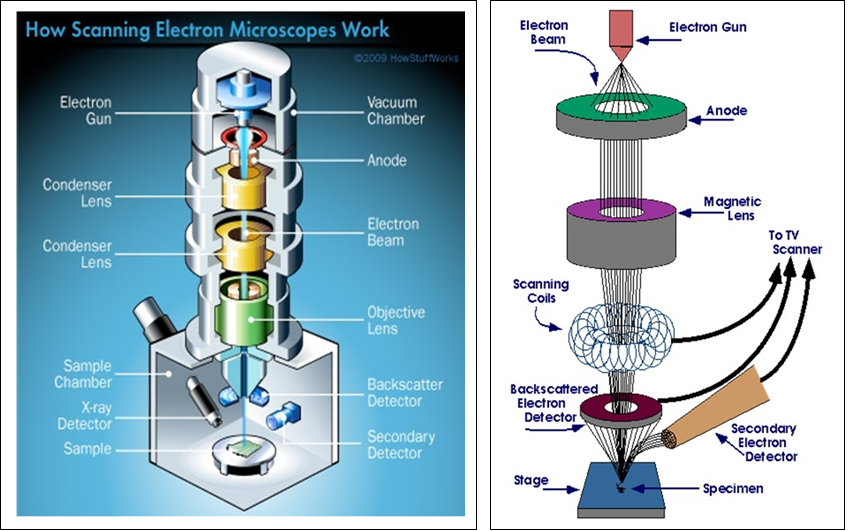 How Scanning Electron Microscopes Work
©2009 HowStuffWorks
Electron
Gun
Vacuum
Chamber
Anode
Condenser
Lens
Electron
Beam
Condenser
Lens
Objective
Lens
Sample
Chamber
Backscatter
Detector
X-ray
Detector
Secondary
Detector
Sample
Electron
Beam
Electron Gun
Anode
Magnetic
Lens
To TV
Scanner
Scanning
Coils
Backscattered
Electron
Detector
Secondary
Electron
Detector
Stage
Specimen